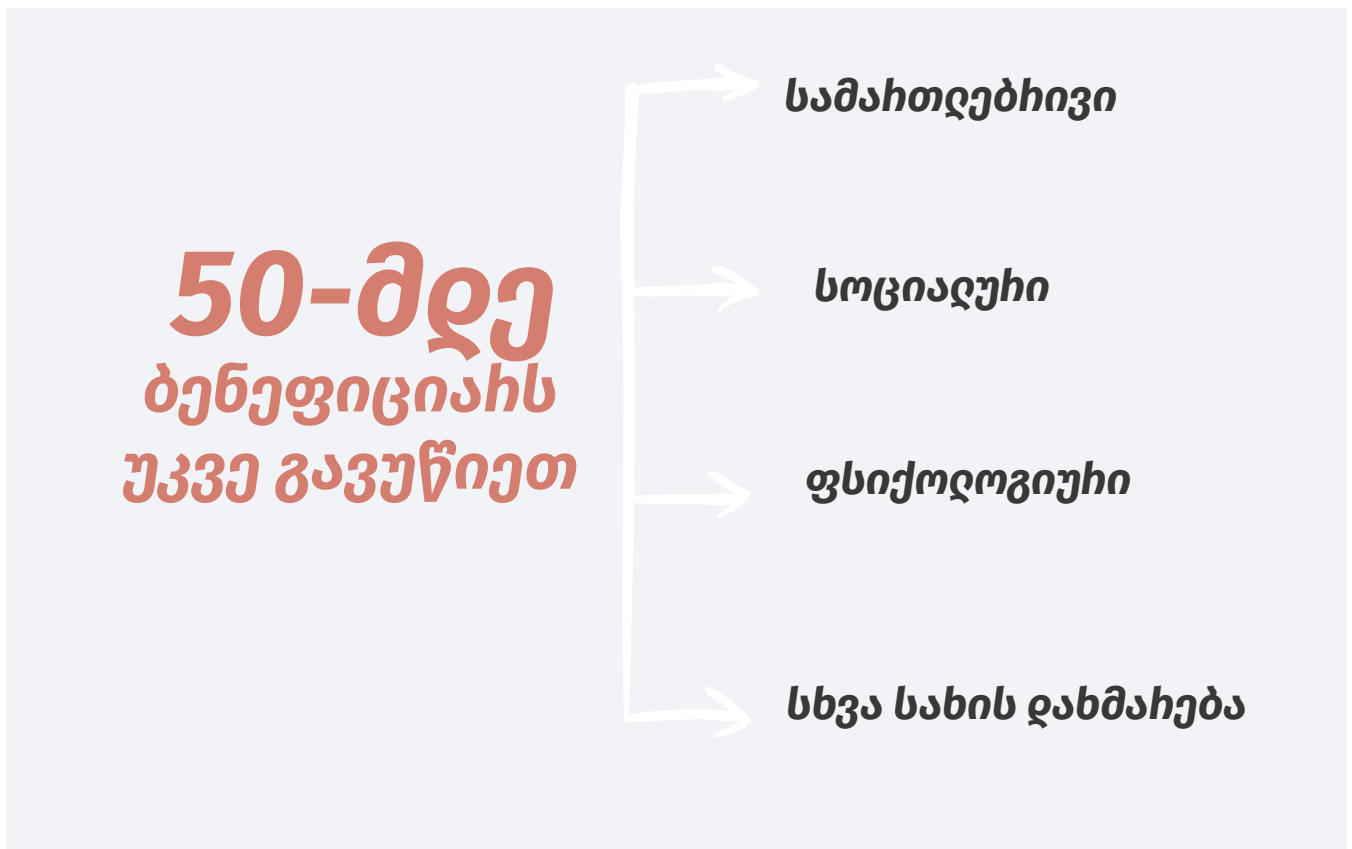 50-მდე
ბენეფიციარს
უკვე გავუწიეთ
სამართლებრივი
სოციალური
ფსიქოლოგიური
სხვა სახის დახმარება